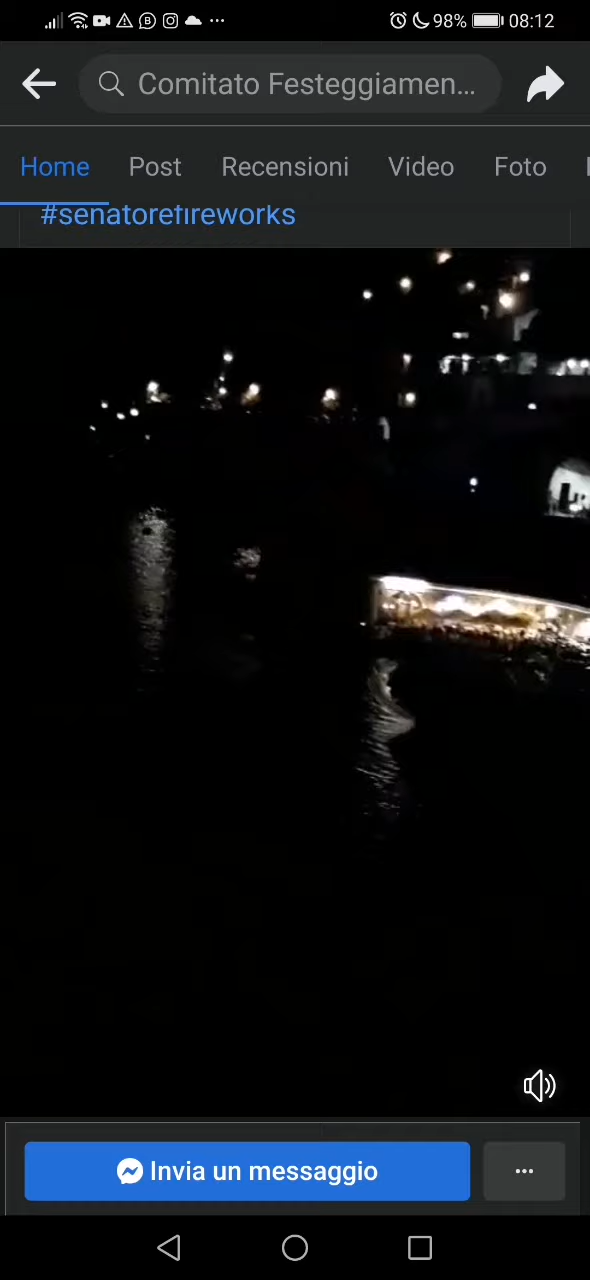 98% 08:12
Comitato Festeggiamen...
Home Post Recensioni Video Foto
#senatorefireworks
Invia un messaggio